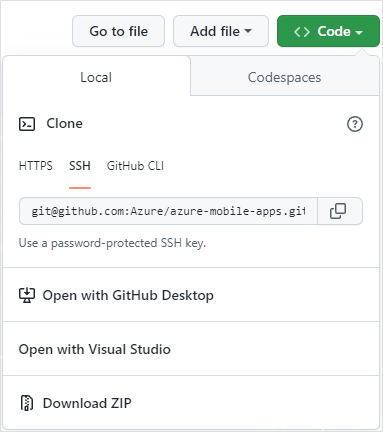 Go to file Add file Code
Local Codespaces
Clone
HTTPS SSH GitHub CLI
git@github.com:Azure/azure-mobile-apps.git
Use a password-protected SSH key.
Open with GitHub Desktop
Open with Visual Studio
Download ZIP